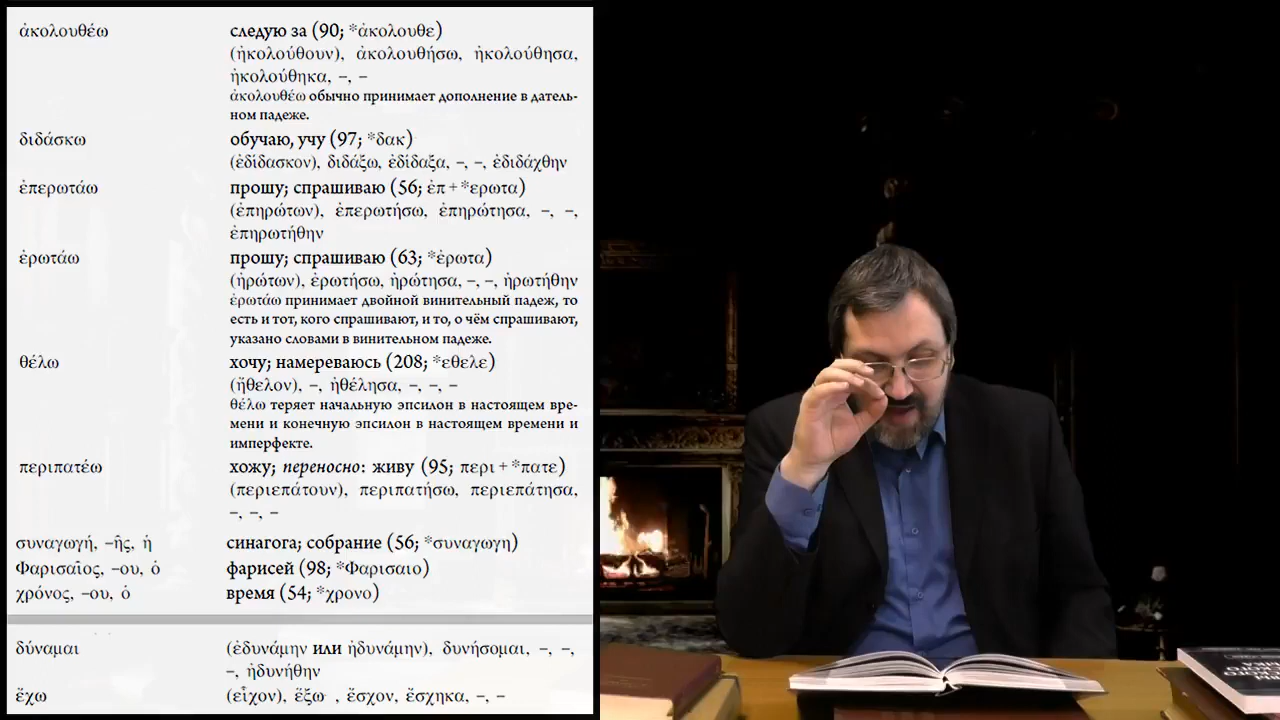 ἀκολουθέω следую за (90; *ἀκολουθε)
(ἠκολούθουν), ἀκολουθήσω, ἠκολούθησα,
ἠκολούθηκα, –, –
ἀκολουθέω обычно принимает дополнение в датель-
ном падеже.
διδάσκω обучаю, учу (97; *δακ)
(ἐδίδασκον), διδάξω, ἐδίδαξα, –, –, ἐδιδάχθην
ἐπερωτάω прошу; спрашиваю (56; ἐπ + *ερωτα)
(ἐπηρώτων), ἐπερωτήσω, ἐπηρώτησα, –, –,
ἐπηρωτήθην
ἐρωτάω прошу; спрашиваю (63; *ἐρωτα)
(ἠρώτων), ἐρωτήσω, ἠρώτησα, –, –, ἠρωτήθην
ἐρωτάω принимает двойной винительный падеж, то
есть и тот, кого спрашивают, и то, о чём спрашивают,
указано словами в винительном падеже.
θέλω хочу; намереваюсь (208; *εθελε)
(ἤθελον), –, ἠθέλησα, –, –, –
θέλω теряет начальную эпсилон в настоящем вре-
мени и конечную эпсилон в настоящем времени и
имперфекте.
περιπατέω хожу; переносно: живу (95; περι + *πατε)
(περιεπάτουν), περιπατήσω, περιεπάτησα,
–, –, –
συναγωγή, –ῆς, ἡ синагога; собрание (56; *συναγωγη)
Φαρισαῖος, –ου, ὁ фарисей (98; *Φαρισαιο)
χρόνος, –ου, ὁ время (54; *χρονο)
δύναμαι (ἐδυνάμην или ἠδυνάμην), δυνήσομαι, –, –,
–, ἠδυνήθην
ἔχω (εἶχον), ἕξω , ἔσχον, ἔσχηκα, –, –